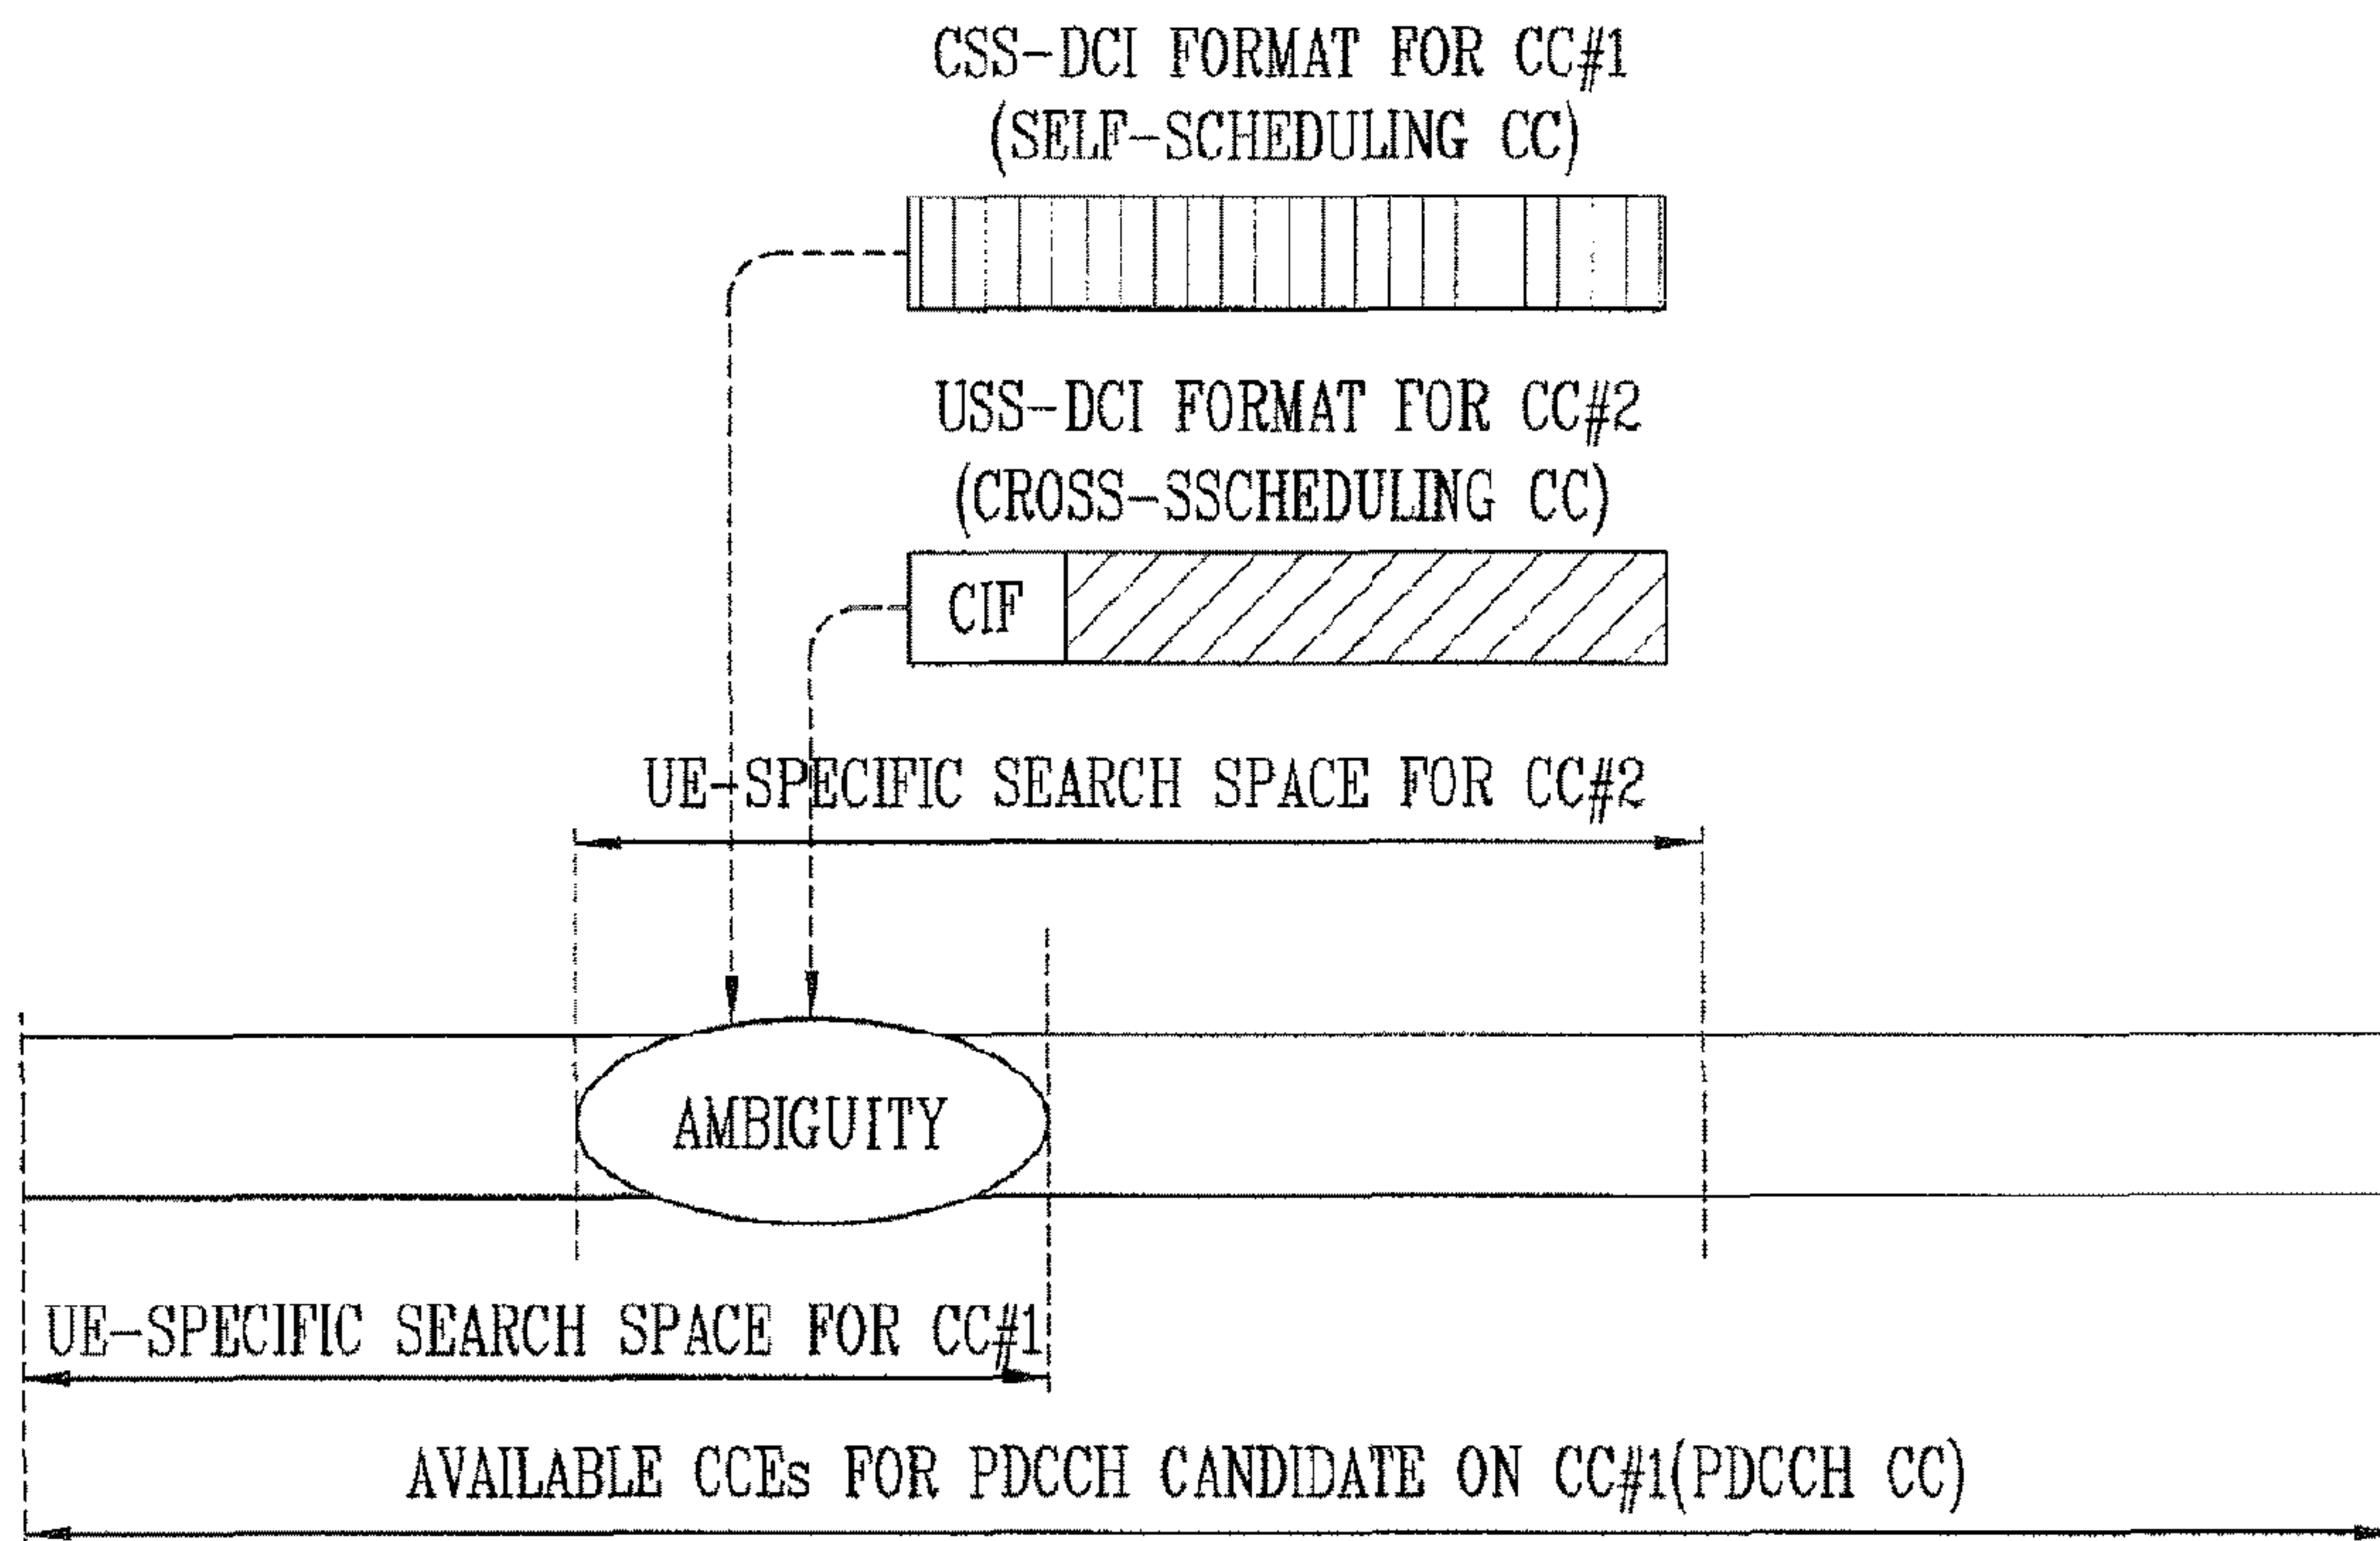 CSS-DCI FORMAT FOR CC#1
(SELF-SCHEDULING CC)
USS-DCI FORMAT FOR CC#2
(CROSS-SSCHEDULING CC)
CIF
UE-SPECIFIC SEARCH SPACE FOR CC#2
AMBIGUITY
UE-SPECIFIC SEARCH SPACE FOR CC#1
AVAILABLE CCEs FOR PDCCH CANDIDATE ON CC#1(PDCCH CC)